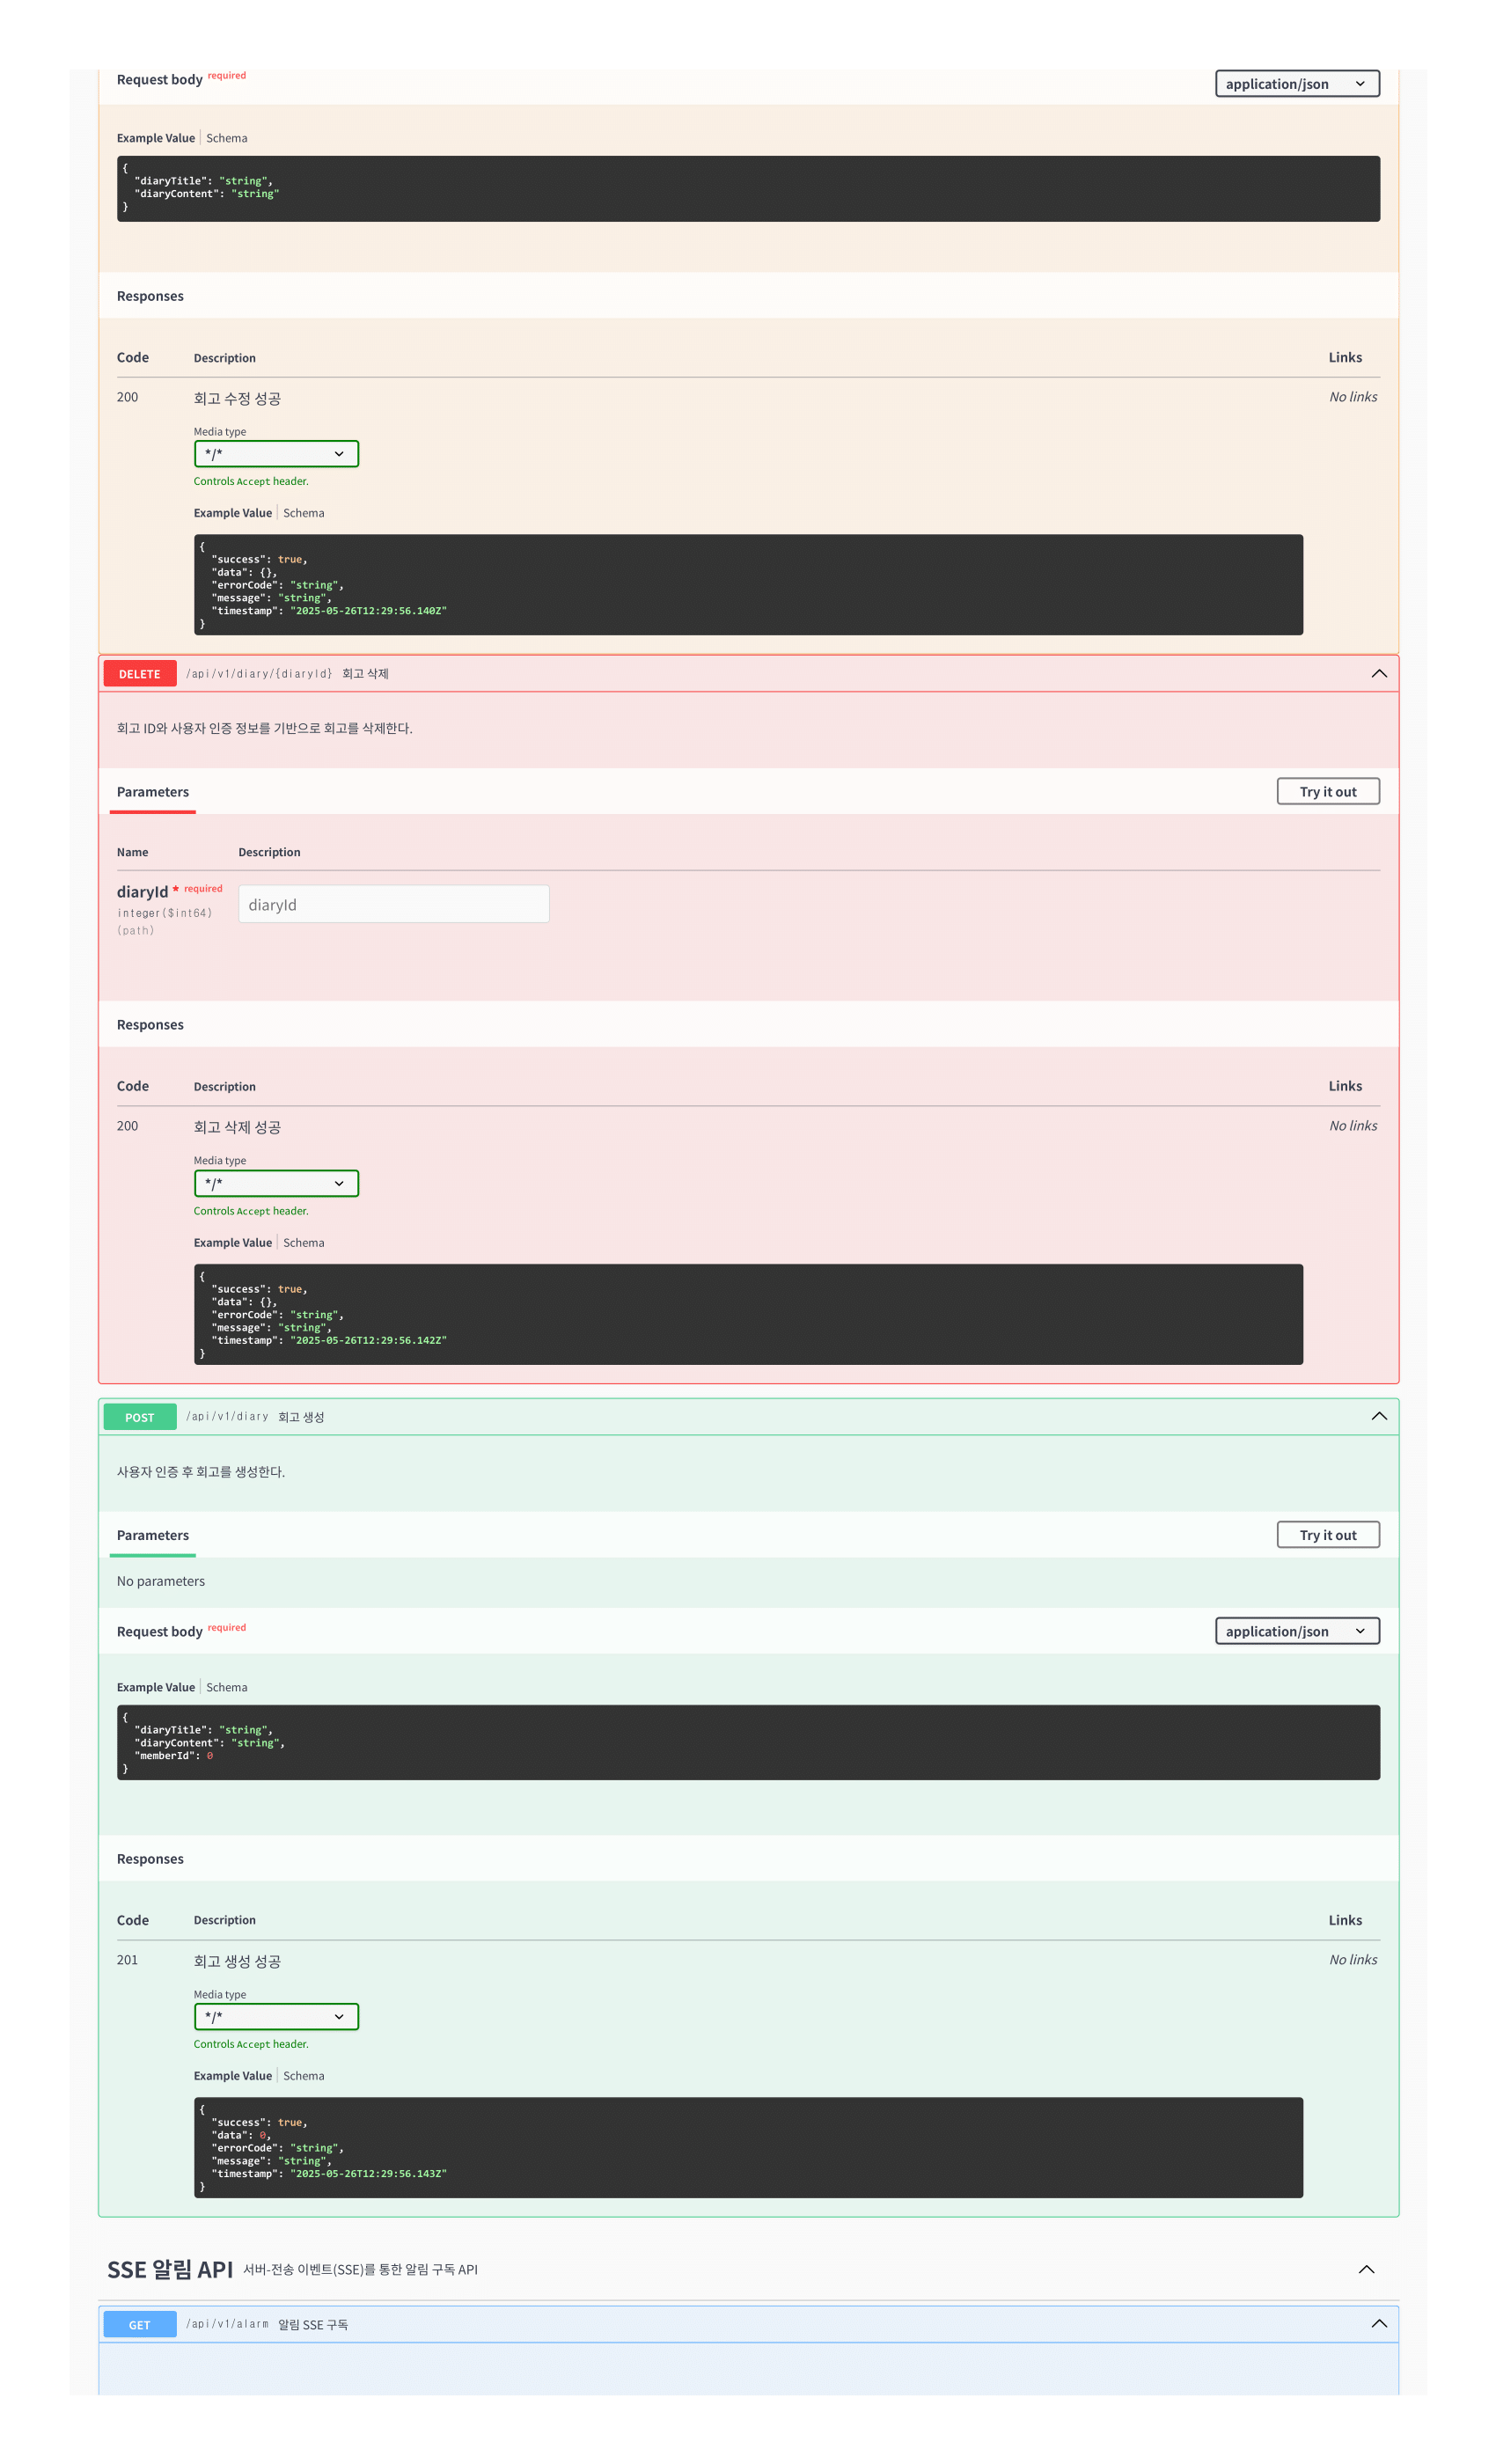 Request body required
application/json
Example Value | Schema
{
  "diaryTitle": "string",
  "diaryContent": "string"
}
Responses
Code Description Links
200 회고 수정 성공 No links
Media type
*/*
Controls Accept header.
Example Value | Schema
{
  "success": true,
  "data": {},
  "errorCode": "string",
  "message": "string",
  "timestamp": "2025-05-26T12:29:56.140Z"
}
DELETE /api/v1/diary/{diaryId} 회고 삭제
회고 ID와 사용자 인증 정보를 기반으로 회고를 삭제한다.
Parameters Try it out
Name Description
diaryId * required
integer($int64)
(path)
diaryId
Responses
Code Description Links
200 회고 삭제 성공 No links
Media type
*/*
Controls Accept header.
Example Value | Schema
{
  "success": true,
  "data": {},
  "errorCode": "string",
  "message": "string",
  "timestamp": "2025-05-26T12:29:56.142Z"
}
POST /api/v1/diary 회고 생성
사용자 인증 후 회고를 생성한다.
Parameters Try it out
No parameters
Request body required
application/json
Example Value | Schema
{
  "diaryTitle": "string",
  "diaryContent": "string",
  "memberId": 0
}
Responses
Code Description Links
201 회고 생성 성공 No links
Media type
*/*
Controls Accept header.
Example Value | Schema
{
  "success": true,
  "data": 0,
  "errorCode": "string",
  "message": "string",
  "timestamp": "2025-05-26T12:29:56.143Z"
}
SSE 알림 API 서버-전송 이벤트(SSE)를 통한 알림 구독 API
GET /api/v1/alarm 알림 SSE 구독